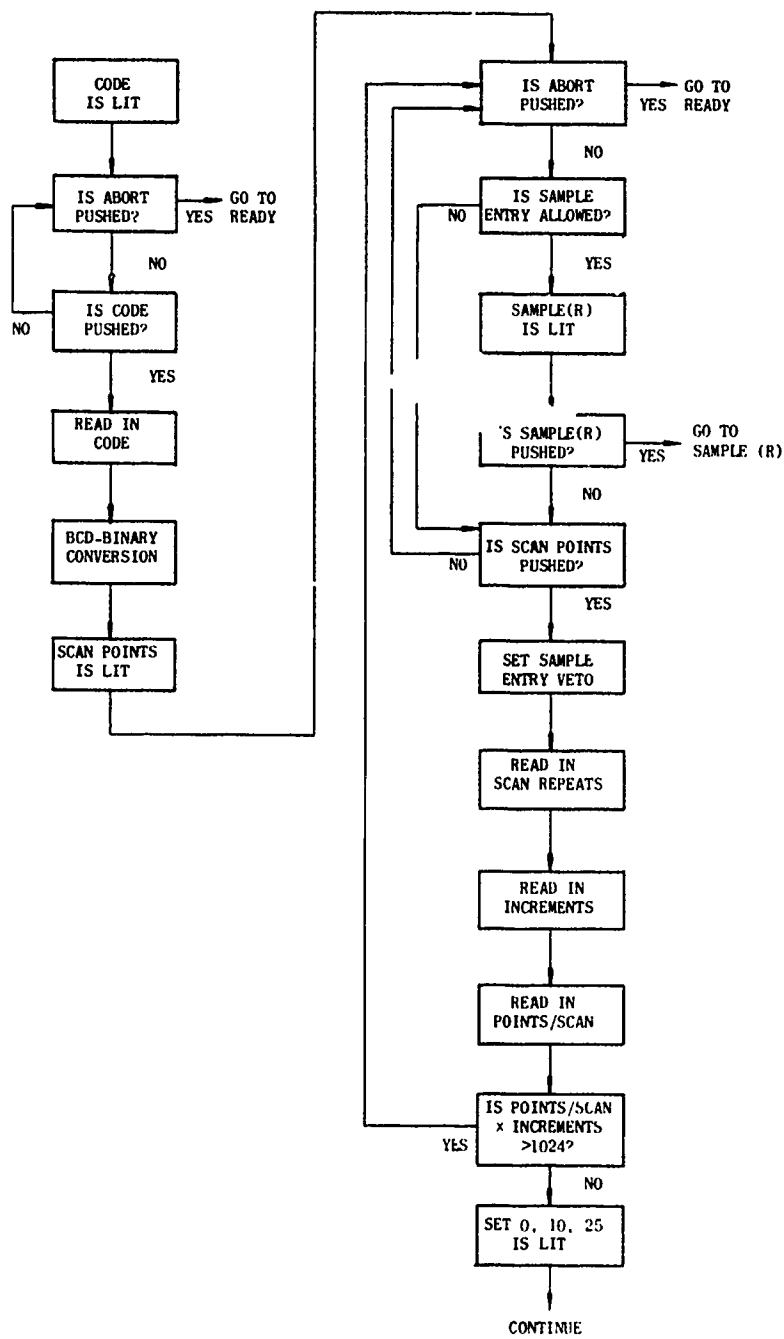 CODE
IS LIT
IS ABORT
PUSHED?
YES
GO TO
READY
NO
IS CODE
PUSHED?
NO
YES
READ IN
CODE
BCD-BINARY
CONVERSION
SCAN POINTS
IS LIT
IS ABORT
PUSHED?
YES
GO TO
READY
NO
IS SAMPLE
ENTRY ALLOWED?
NO
YES
SAMPLE(R)
IS LIT
'S SAMPLE(R)
PUSHED?
YES
GO TO
SAMPLE (R)
NO
IS SCAN POINTS
PUSHED?
NO
YES
SET SAMPLE
ENTRY VETO
READ IN
SCAN REPEATS
READ IN
INCREMENTS
READ IN
POINTS/SCAN
IS POINTS/SCAN
x INCREMENTS
>1024?
YES
NO
SET 0, 10, 25
IS LIT
CONTINUE